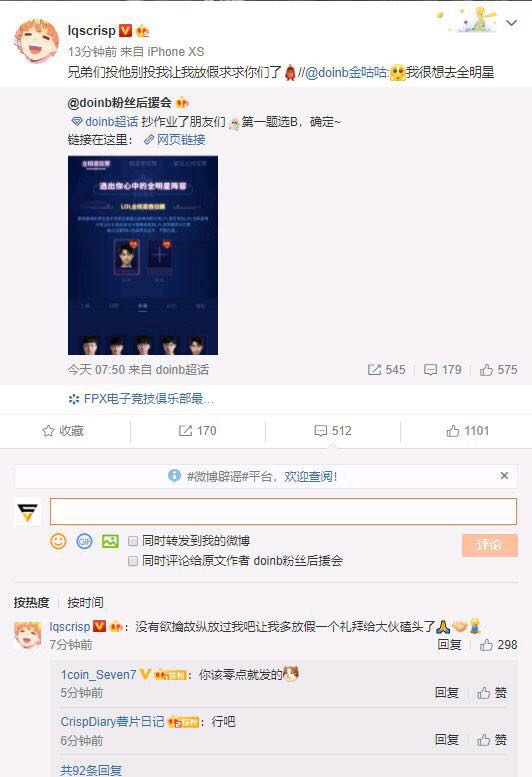 lqscrisp
13分钟前 来自 iPhone XS
兄弟们投他别投我让我放假求求你们了//@doinb金咕咕:我很想去全明星
@doinb粉丝后援会
doinb超话 抄作业了朋友们 第一题选B，确定~
链接在这里： 网页链接
全明星投票
选出你心中的全明星阵容
今天 07:50 来自 doinb超话
545 179 575
FPX电子竞技俱乐部最...
收藏 170 512 1101
#微博辟谣#平台，欢迎查阅!
同时转发到我的微博
同时评论给原文作者 doinb粉丝后援会
评论
按热度 按时间
lqscrisp：没有欲擒故纵放过我吧让我多放假一个礼拜给大伙磕头了
7分钟前 回复 298
1coin_Seven7 铁粉：你该零点就发的
5分钟前 回复 赞
CrispDiary薯片日记 铁粉：行吧
6分钟前 回复 赞
共92条回复